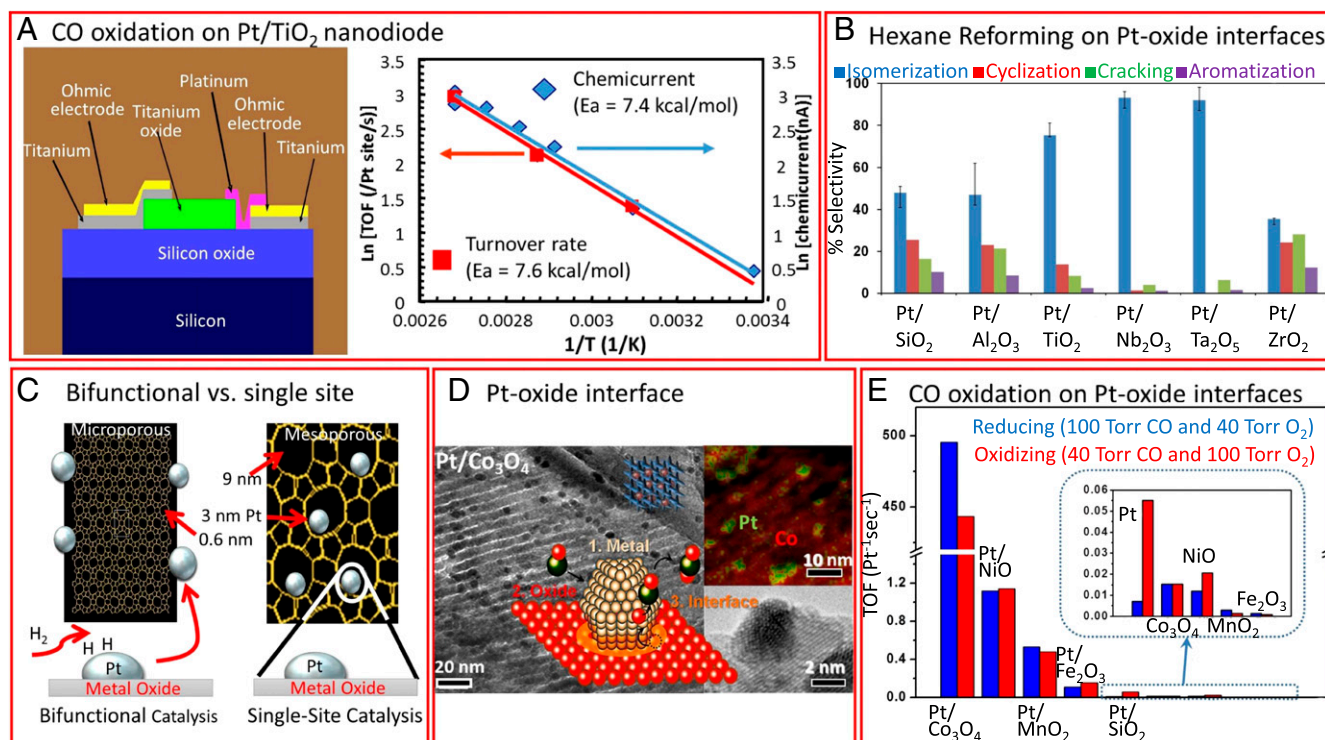 A
CO oxidation on Pt/TiO₂ nanodiode
Ohmic electrode
Titanium oxide
Platinum
Ohmic electrode
Titanium
Titanium
Silicon oxide
Silicon
Ln [TOF (/Pt site/s)]
3.5
3
2.5
2
1.5
1
0.5
0
Chemicurrent
(Ea = 7.4 kcal/mol)
Turnover rate
(Ea = 7.6 kcal/mol)
3.5
3
2.5
2
1.5
1
0.5
0
Ln [chemicurrent(nA)]
0.0026 0.0028 0.003 0.0032 0.0034
1/T (1/K)
B
Hexane Reforming on Pt-oxide interfaces
Isomerization Cyclization Cracking Aromatization
% Selectivity
100
80
60
40
20
0
Pt/ Pt/ Pt/ Pt/ Pt/ Pt/
SiO₂ Al₂O₃ TiO₂ Nb₂O₃ Ta₂O₅ ZrO₂
C
Bifunctional vs. single site
Microporous
Mesoporous
9 nm
3 nm Pt
0.6 nm
H₂
H H
Pt
Metal Oxide
Bifunctional Catalysis
Pt
Metal Oxide
Single-Site Catalysis
D
Pt-oxide interface
Pt/Co₃O₄
1. Metal
2. Oxide
3. Interface
20 nm
Pt
Co
10 nm
2 nm
E
CO oxidation on Pt-oxide interfaces
Reducing (100 Torr CO and 40 Torr O₂)
Oxidizing (40 Torr CO and 100 Torr O₂)
TOF (Pt⁻¹sec⁻¹)
500
450
1.2
0.8
0.4
0.0
Pt/
NiO
Pt/
Fe₂O₃
Pt/
Co₃O₄
Pt/
MnO₂
Pt/
SiO₂
0.06
0.05
0.04
0.03
0.02
0.01
0.00
Pt
NiO
Fe₂O₃
Co₃O₄ MnO₂